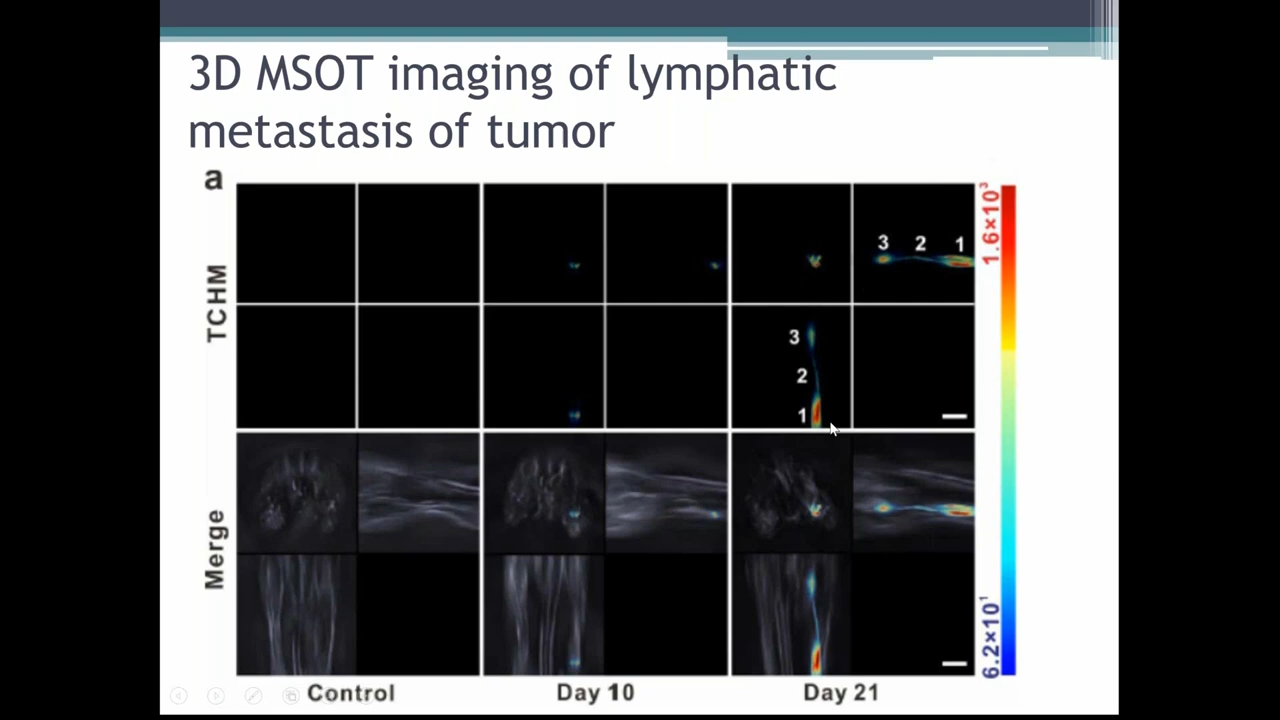 3D MSOT imaging of lymphatic
metastasis of tumor
a
TCHM
3 2 1
3
2
1
Merge
1.6×10³
6.2×10¹
Control Day 10 Day 21